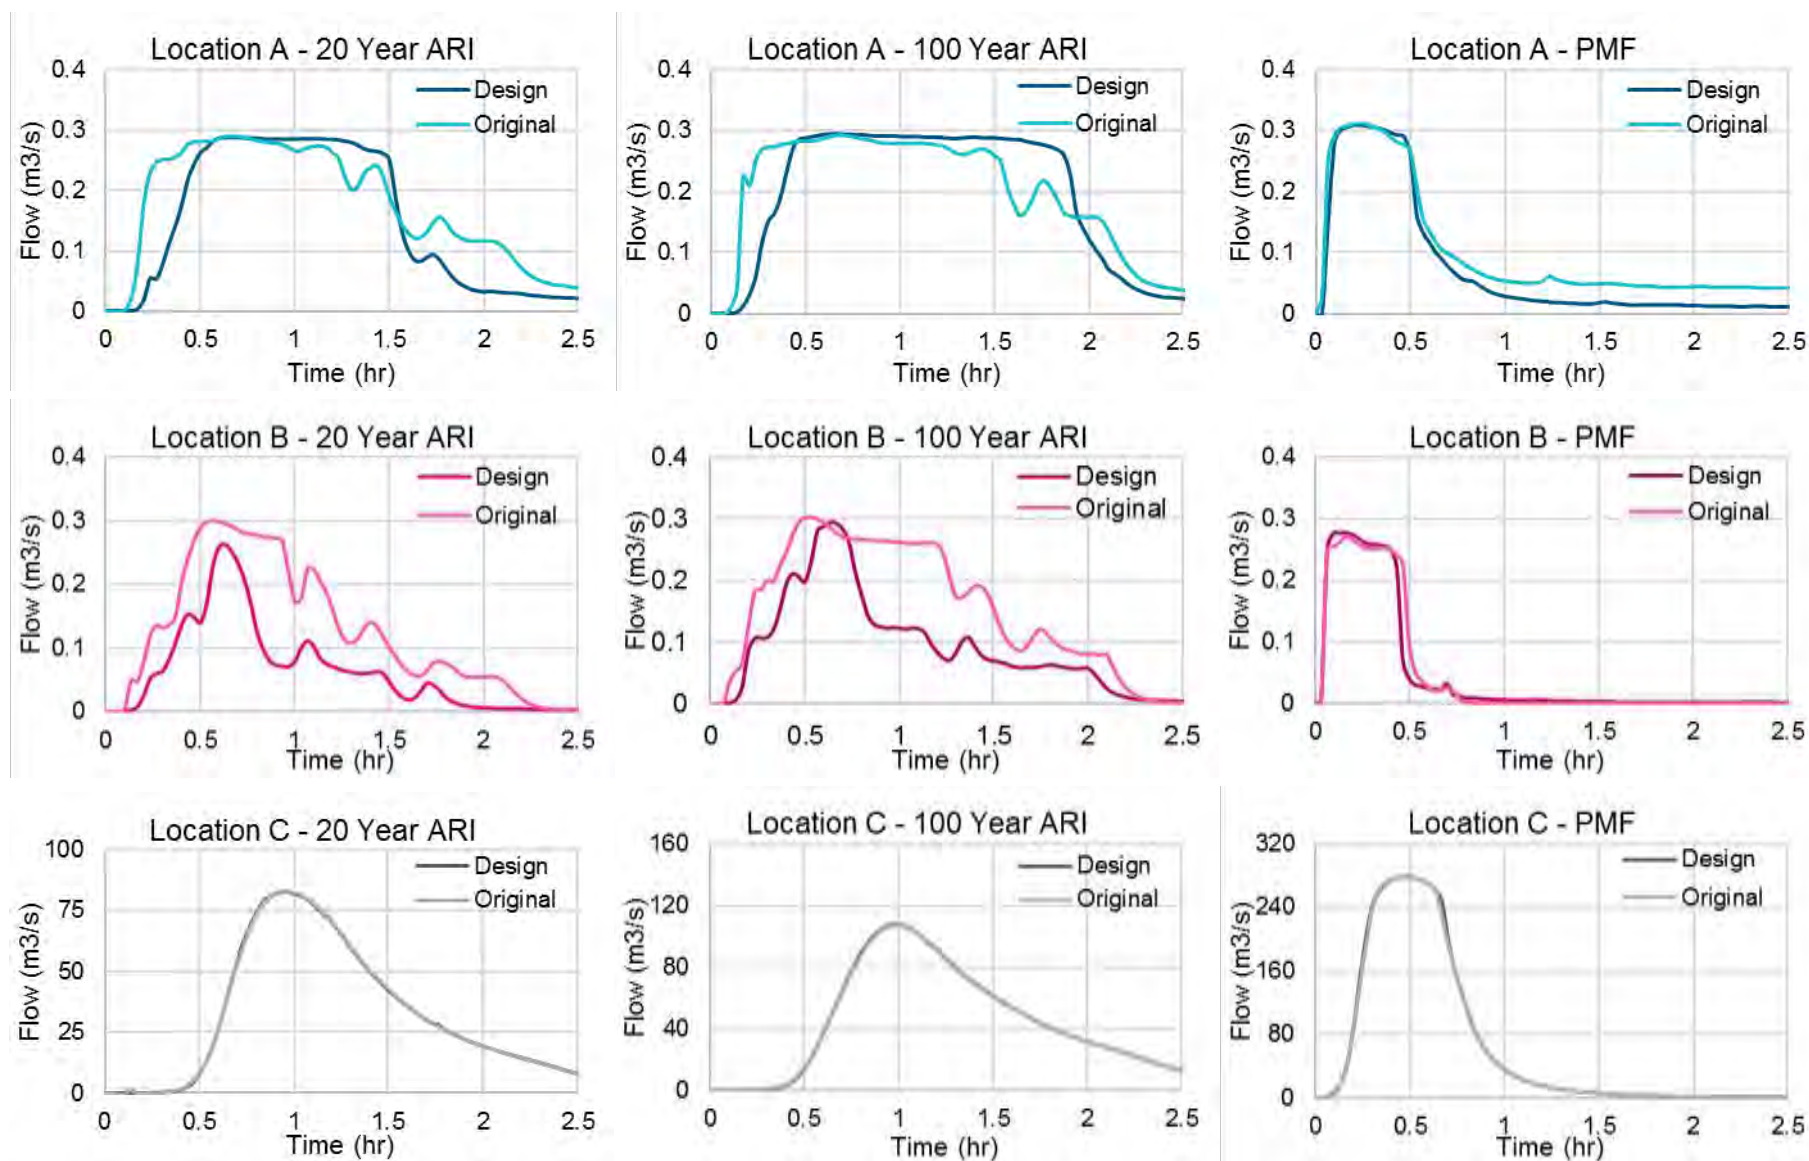 Location A - 20 Year ARI
0.4
0.3
0.2
0.1
0
Flow (m3/s)
Design
Original
0 0.5 1 1.5 2 2.5
Time (hr)
Location A - 100 Year ARI
0.4
0.3
0.2
0.1
0
Flow (m3/s)
Design
Original
0 0.5 1 1.5 2 2.5
Time (hr)
Location A - PMF
0.4
0.3
0.2
0.1
0
Flow (m3/s)
Design
Original
0 0.5 1 1.5 2 2.5
Time (hr)
Location B - 20 Year ARI
0.4
0.3
0.2
0.1
0
Flow (m3/s)
Design
Original
0 0.5 1 1.5 2 2.5
Time (hr)
Location B - 100 Year ARI
0.4
0.3
0.2
0.1
0
Flow (m3/s)
Design
Original
0 0.5 1 1.5 2 2.5
Time (hr)
Location B - PMF
0.4
0.3
0.2
0.1
0
Flow (m3/s)
Design
Original
0 0.5 1 1.5 2 2.5
Time (hr)
Location C - 20 Year ARI
100
75
50
25
0
Flow (m3/s)
Design
Original
0 0.5 1 1.5 2 2.5
Time (hr)
Location C - 100 Year ARI
160
120
80
40
0
Flow (m3/s)
Design
Original
0 0.5 1 1.5 2 2.5
Time (hr)
Location C - PMF
320
240
160
80
0
Flow (m3/s)
Design
Original
0 0.5 1 1.5 2 2.5
Time (hr)